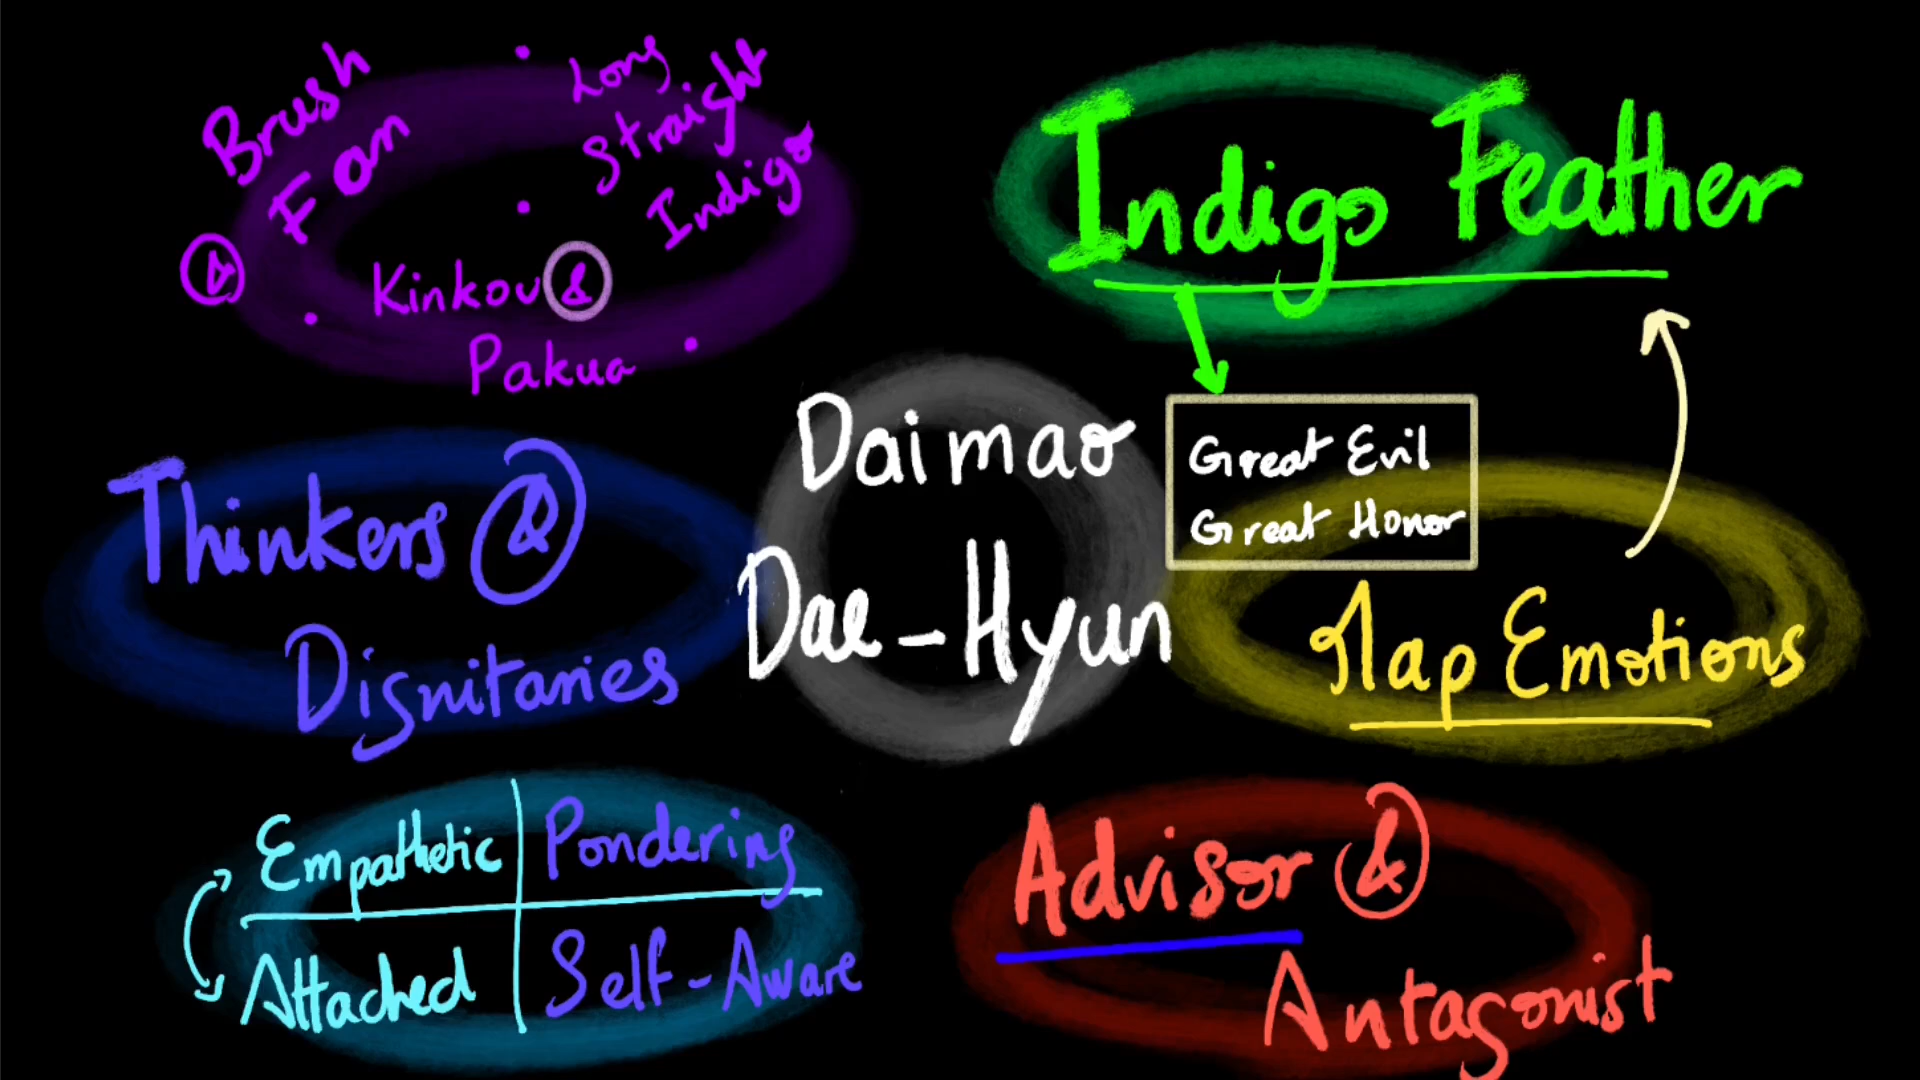 Brush
Fan
&
Long
Straight
Indigo
Kinkou &
Pakua
Indigo Feather
Daimao
Dae-Hyun
Great Evil
Great Honor
Thinkers &
Dignitaries
Map Emotions
Empathetic
Pondering
Attached
Self-Aware
Advisor &
Antagonist